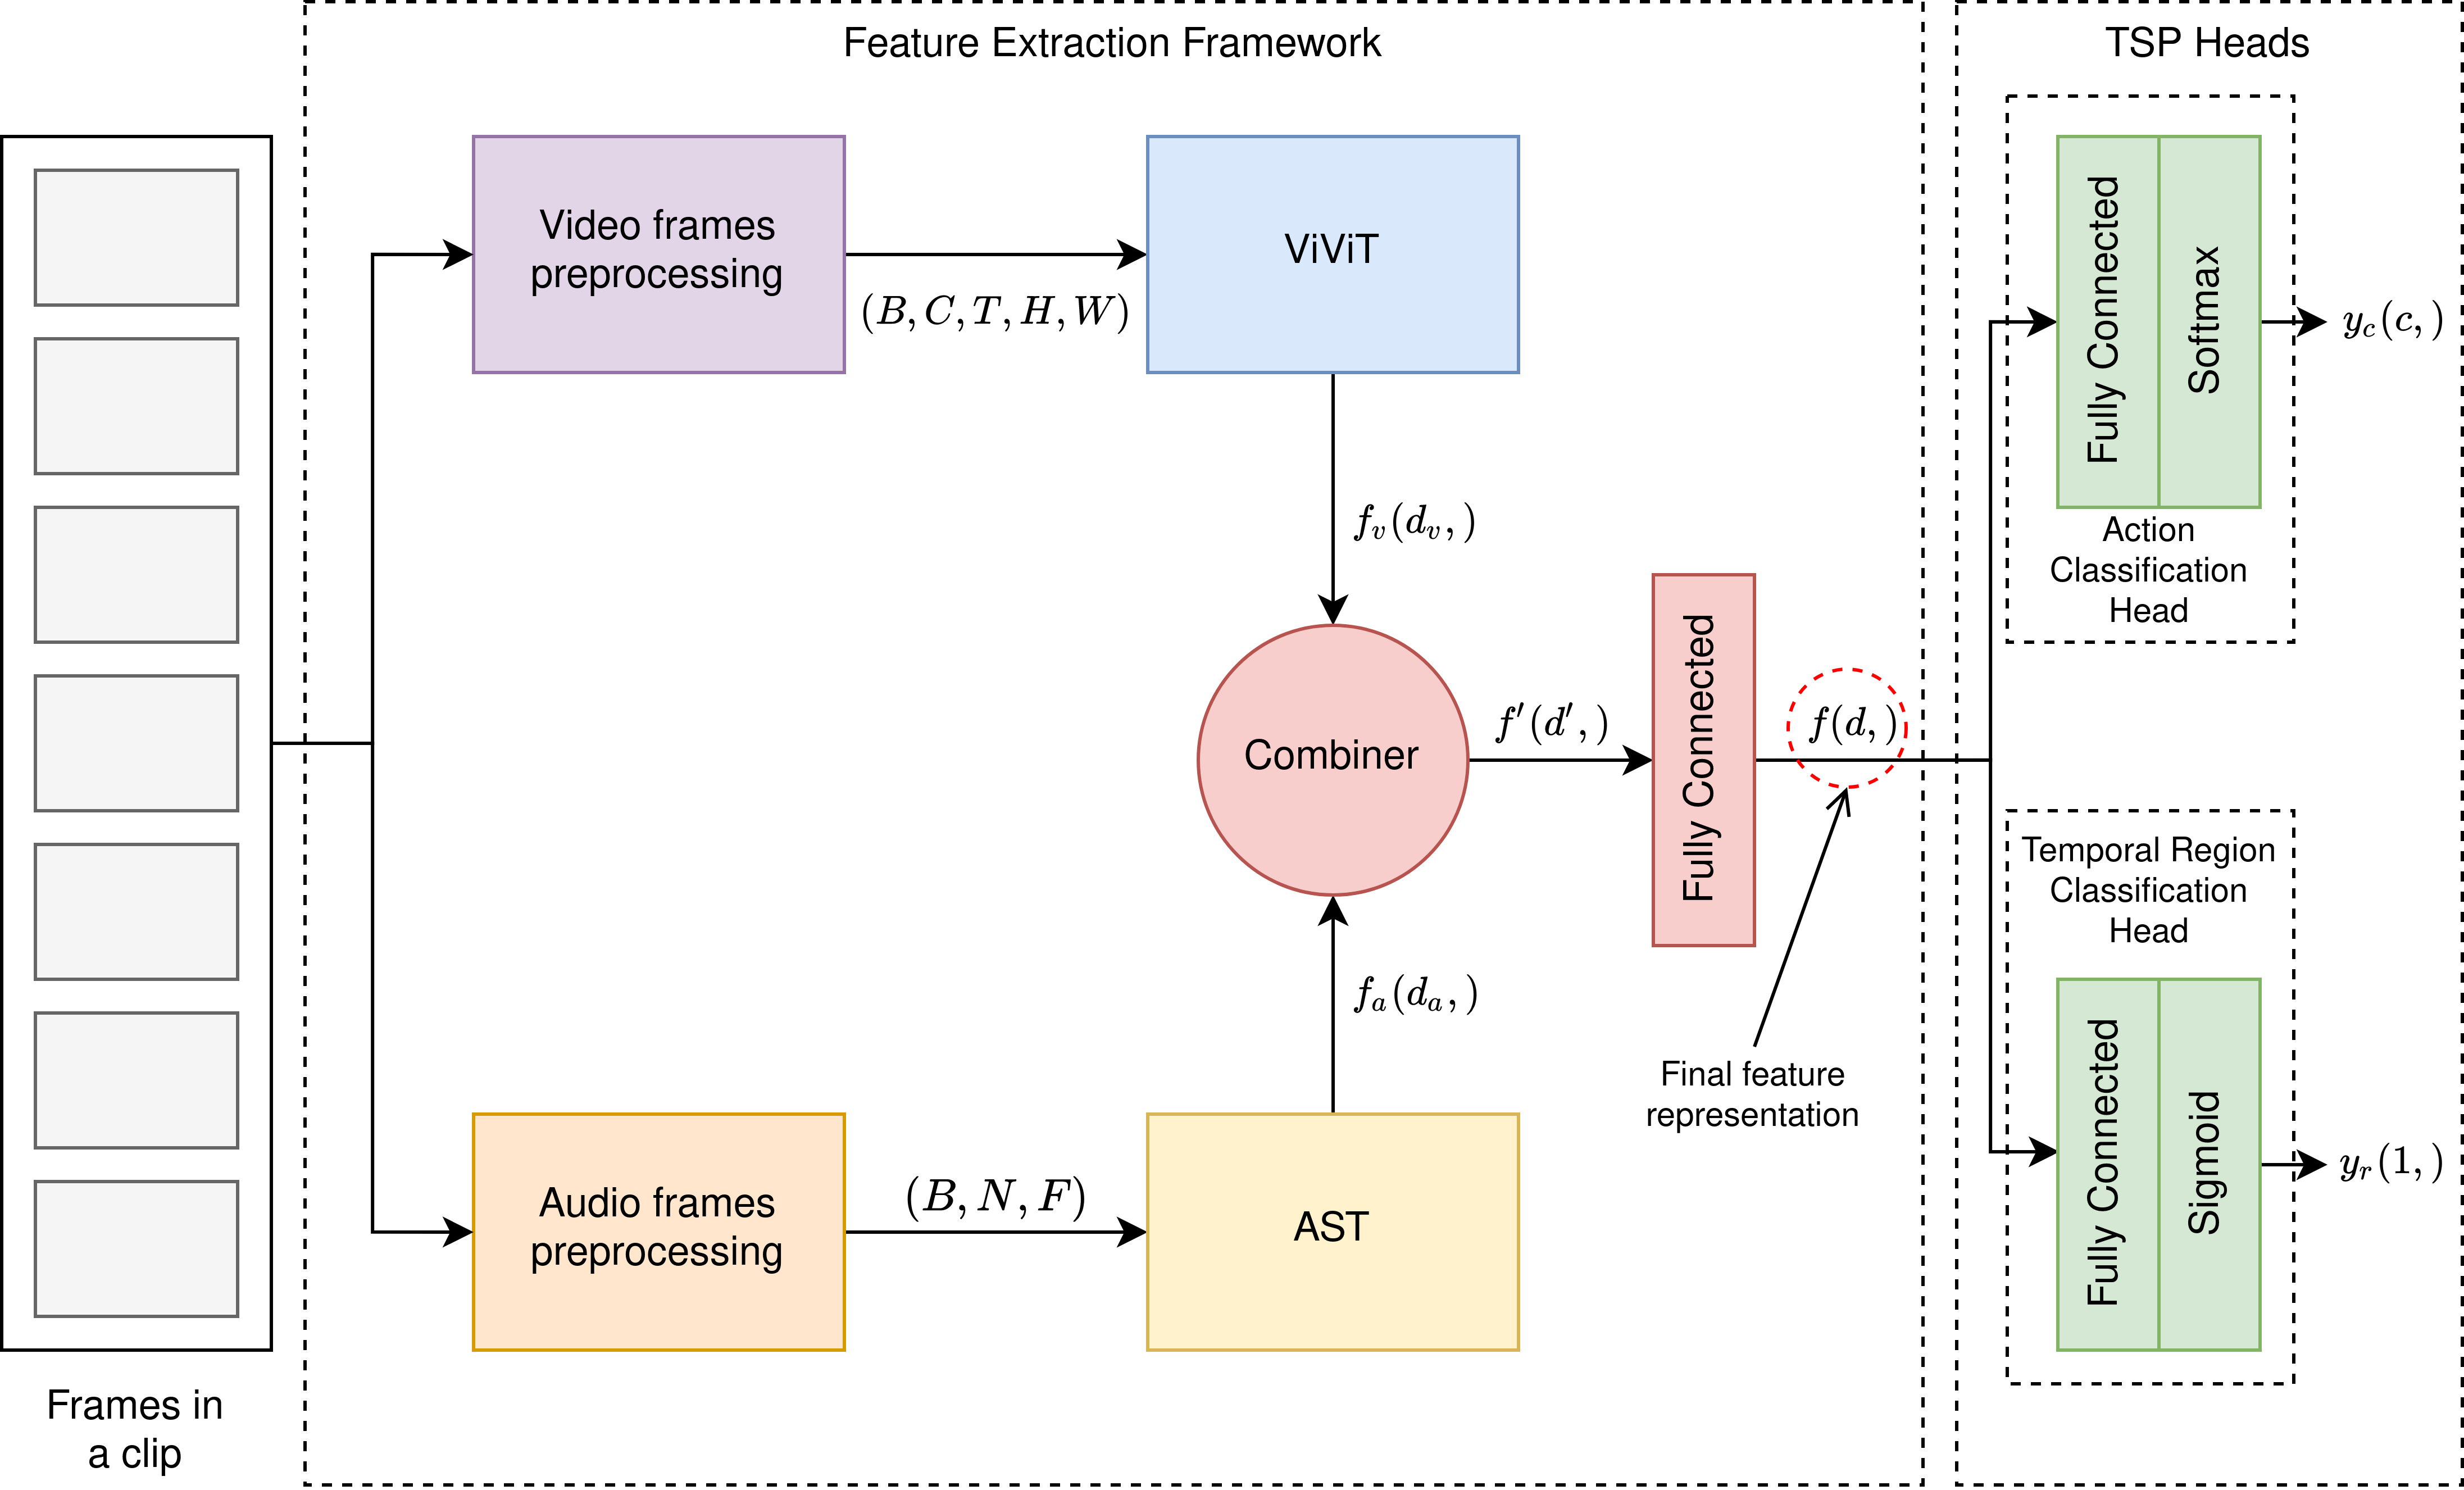 Feature Extraction Framework
TSP Heads
Video frames
preprocessing
(B, C, T, H, W)
ViViT
Fully Connected
Softmax
y_c(c,)
Action
Classification
Head
f_v(d_v,)
Combiner
f′(d′,)
Fully Connected
f(d,)
Final feature
representation
f_a(d_a,)
Temporal Region
Classification
Head
Fully Connected
Sigmoid
y_r(1,)
Audio frames
preprocessing
(B, N, F)
AST
Frames in
a clip